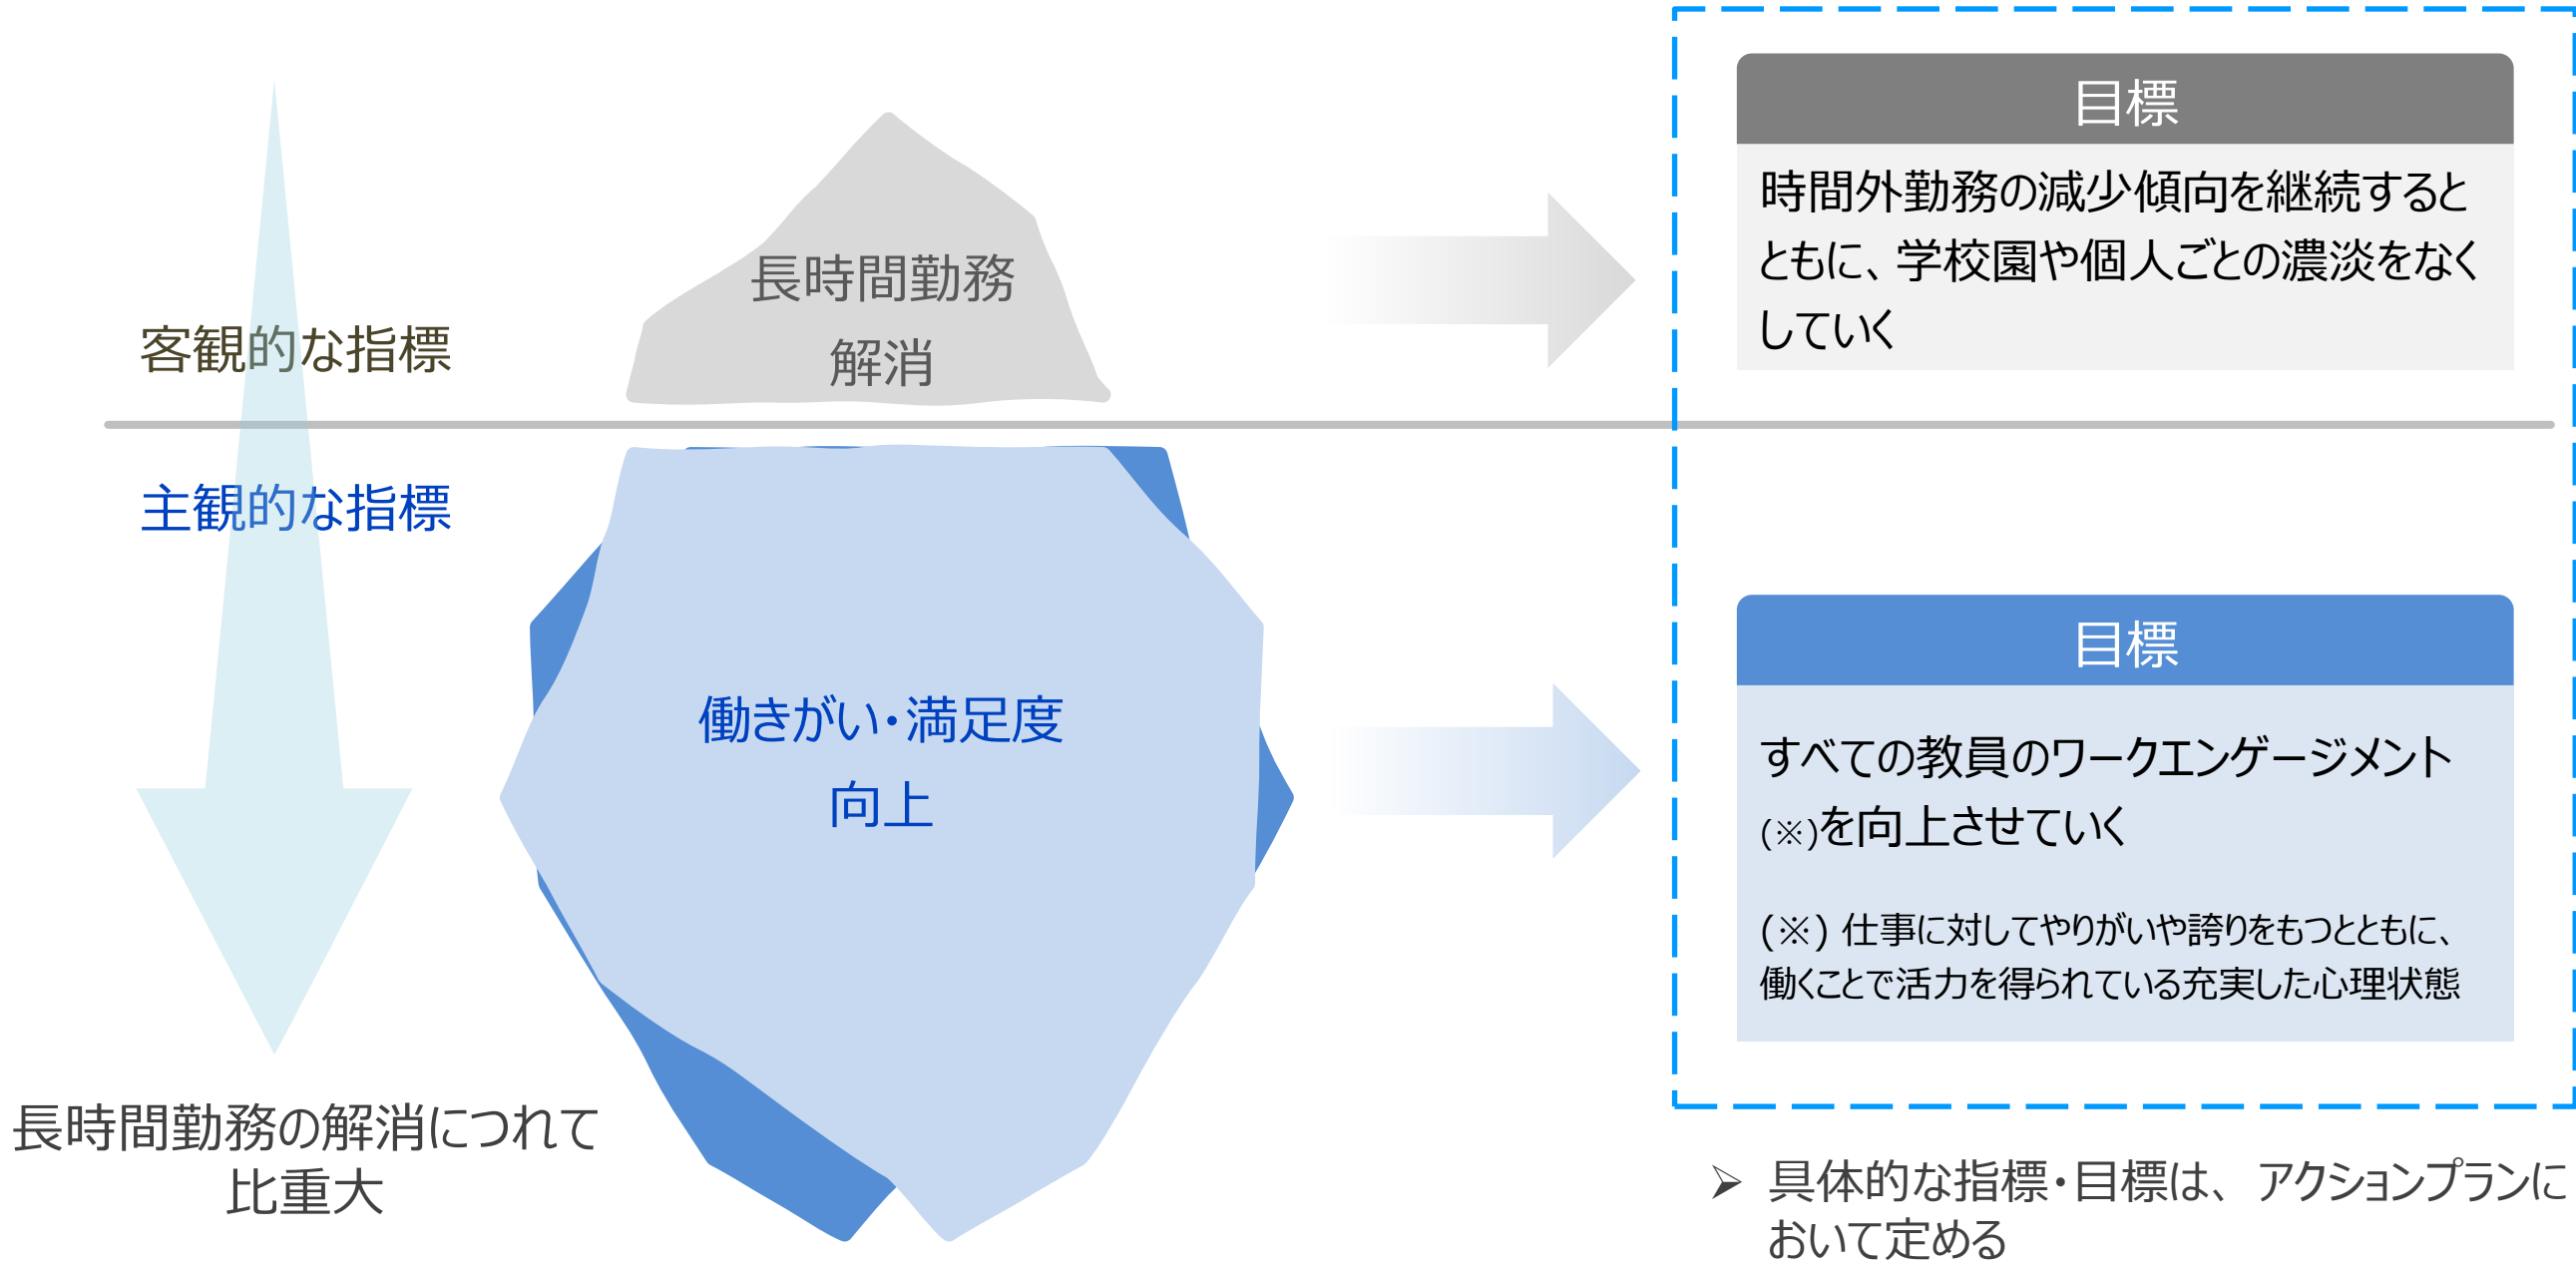 目標
時間外勤務の減少傾向を継続すると
ともに、学校園や個人ごとの濃淡をなく
していく
長時間勤務
解消
客観的な指標
主観的な指標
働きがい・満足度
向上
目標
すべての教員のワークエンゲージメント
(※)を向上させていく
(※) 仕事に対してやりがいや誇りをもつとともに、
働くことで活力を得られている充実した心理状態
長時間勤務の解消につれて
比重大
➢ 具体的な指標・目標は、アクションプランに
おいて定める